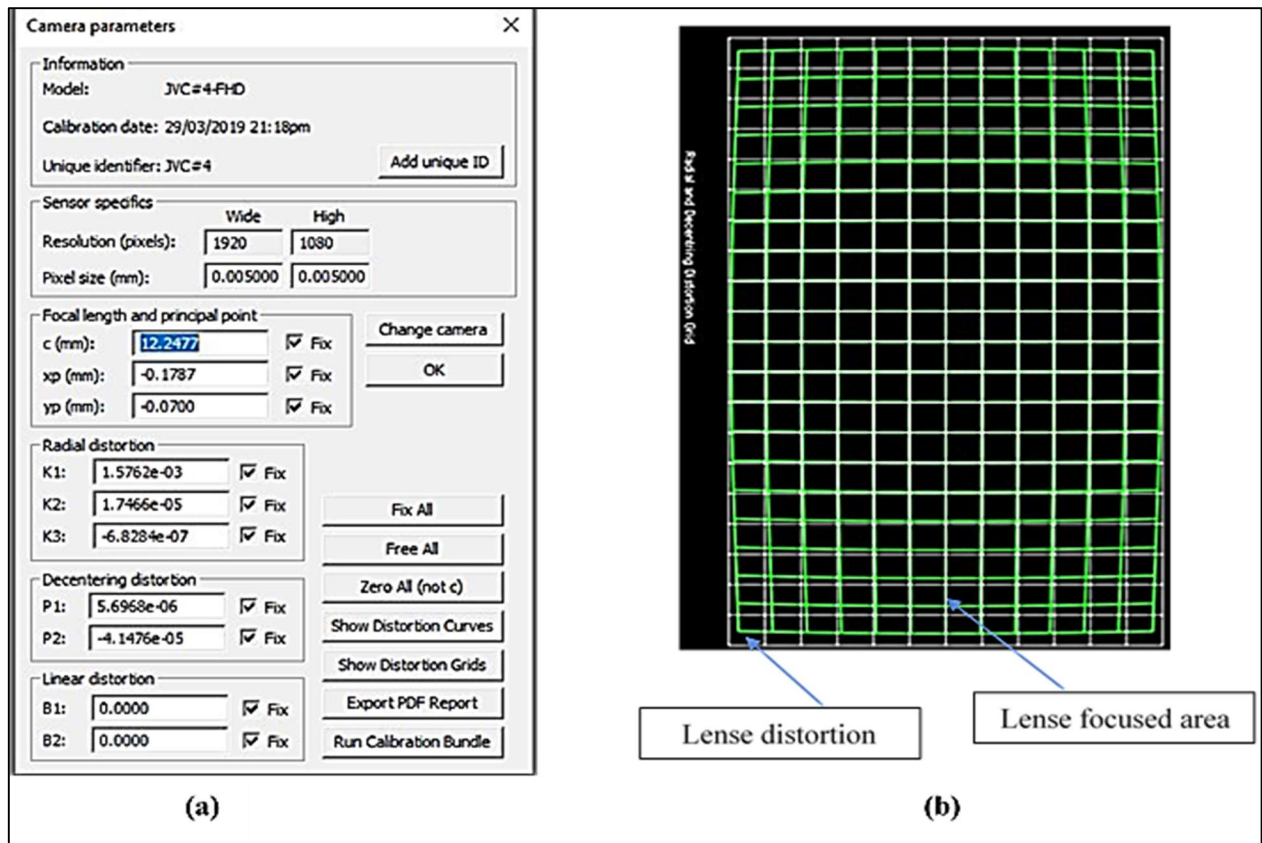 Camera parameters
Information
Model: JVC#4-FHD
Calibration date: 29/03/2019 21:18pm
Unique identifier: JVC#4 Add unique ID
Sensor specifics
Wide High
Resolution (pixels): 1920 1080
Pixel size (mm): 0.005000 0.005000
Focal length and principal point
c (mm): 12.2477 Fix Change camera
xp (mm): -0.1787 Fix OK
yp (mm): -0.0700 Fix
Radial distortion
K1: 1.5762e-03 Fix
K2: 1.7466e-05 Fix Fix All
K3: -6.8284e-07 Fix Free All
Decentering distortion Zero All (not c)
P1: 5.6968e-06 Fix Show Distortion Curves
P2: -4.1476e-05 Fix Show Distortion Grids
Linear distortion
B1: 0.0000 Fix Export PDF Report
B2: 0.0000 Fix Run Calibration Bundle
(a)
Radial and Decentring Distortion Grid
Lense distortion
Lense focused area
(b)